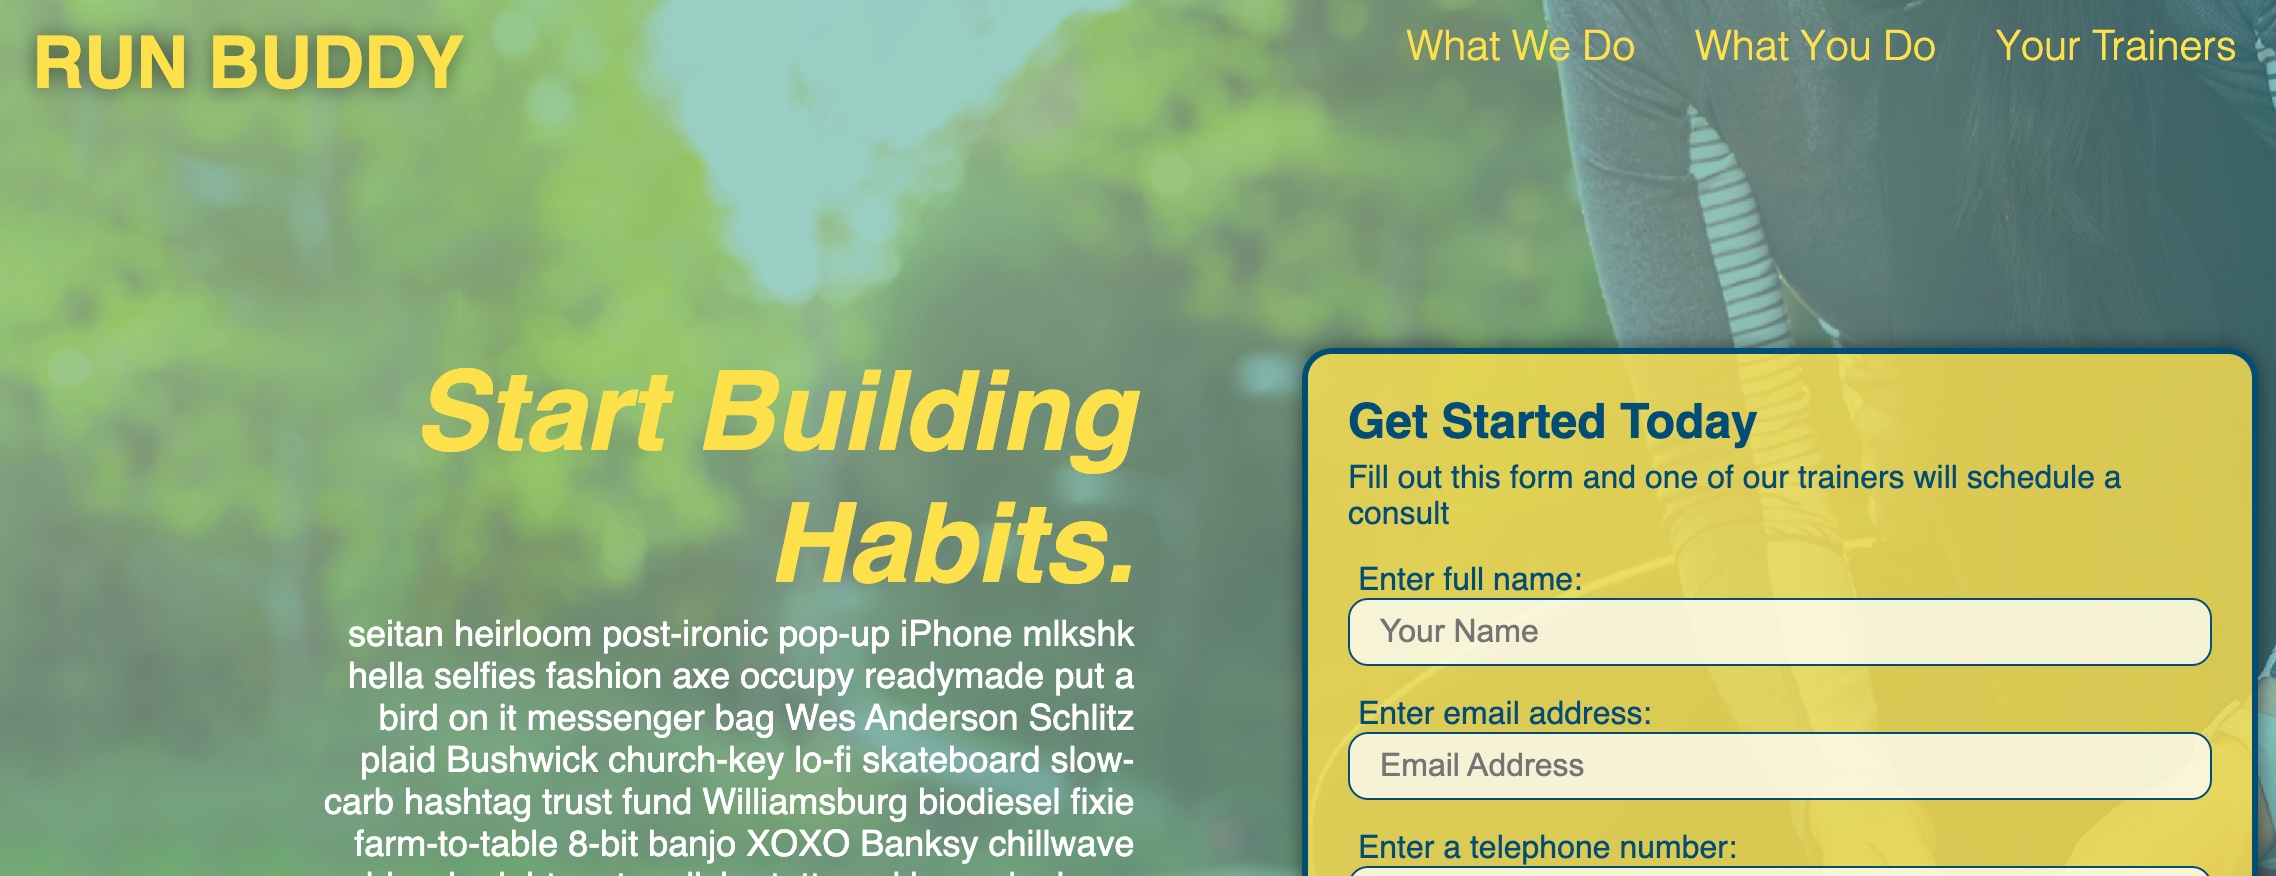 RUN BUDDY
What We Do
What You Do
Your Trainers
Start Building
Habits.
seitan heirloom post-ironic pop-up iPhone mlkshk
hella selfies fashion axe occupy readymade put a
bird on it messenger bag Wes Anderson Schlitz
plaid Bushwick church-key lo-fi skateboard slow-
carb hashtag trust fund Williamsburg biodiesel fixie
farm-to-table 8-bit banjo XOXO Banksy chillwave
Get Started Today
Fill out this form and one of our trainers will schedule a
consult
Enter full name:
Your Name
Enter email address:
Email Address
Enter a telephone number: